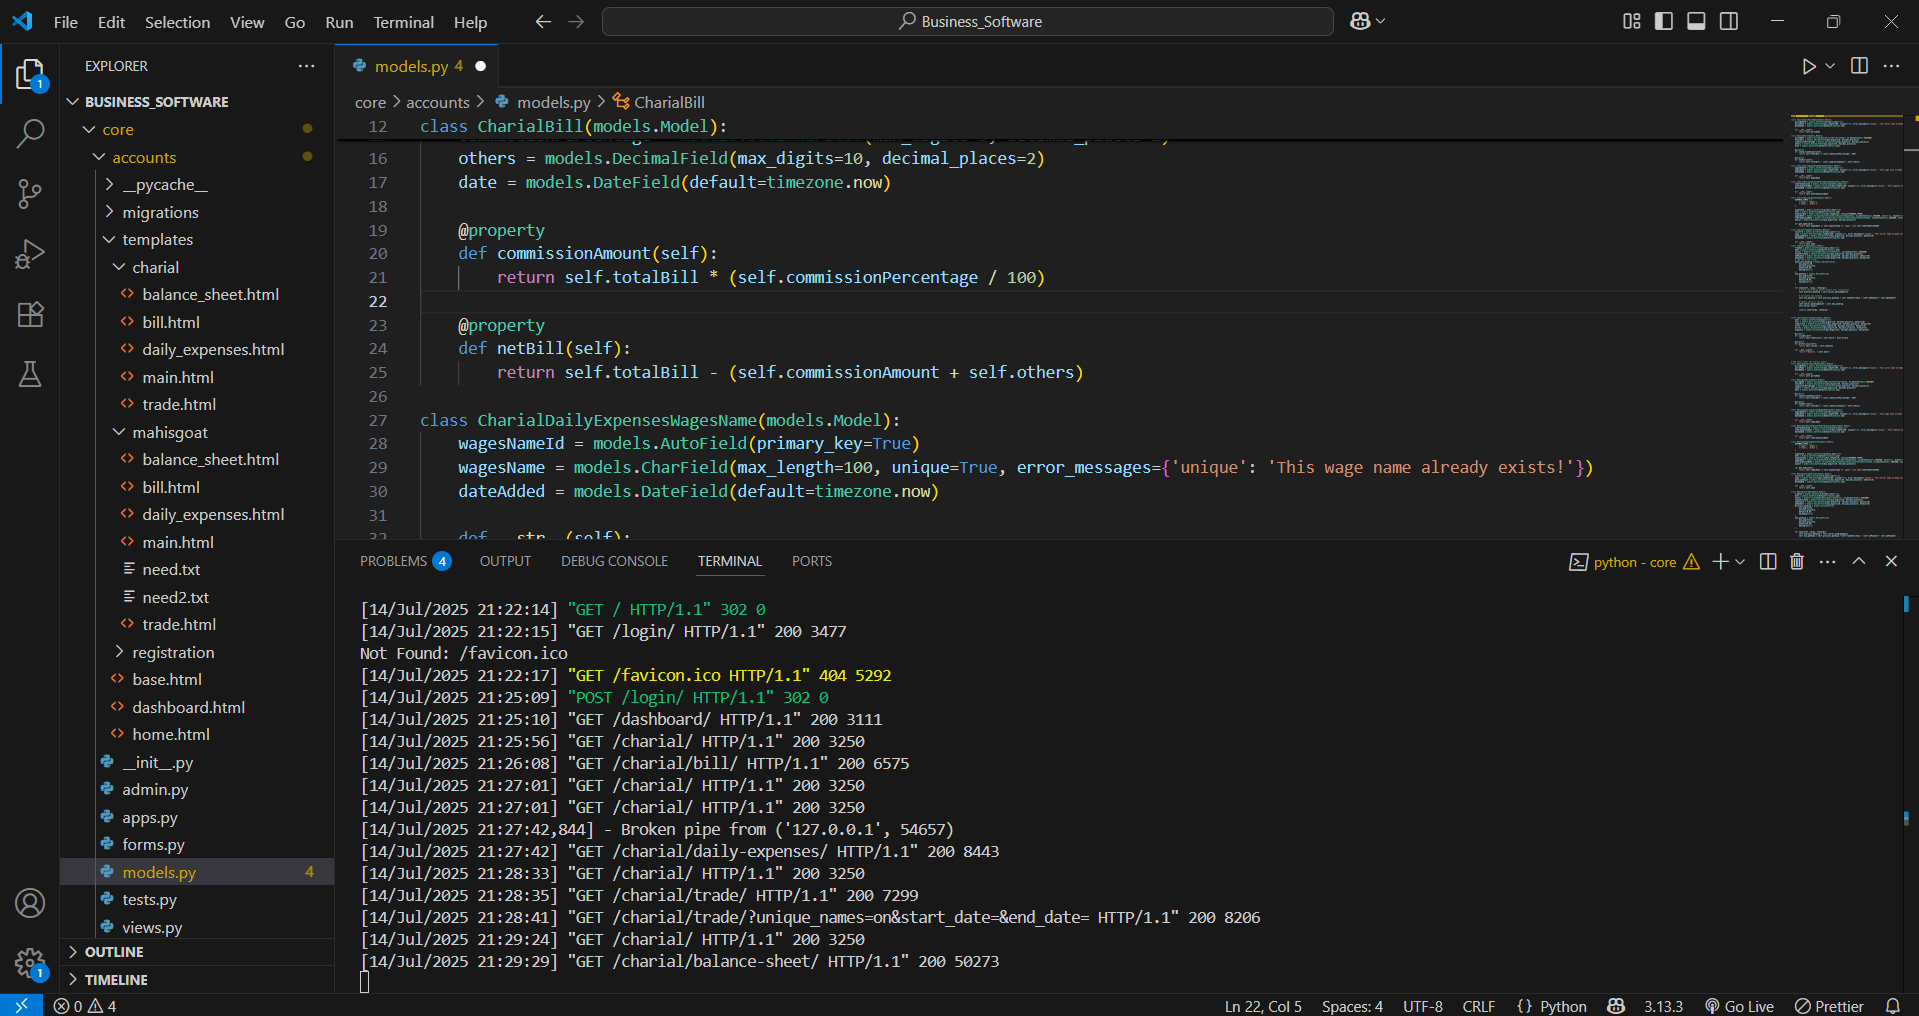 File Edit Selection View Go Run Terminal Help
Business_Software
EXPLORER
1
BUSINESS_SOFTWARE
core
accounts
__pycache__
migrations
templates
charial
balance_sheet.html
bill.html
daily_expenses.html
main.html
trade.html
mahisgoat
balance_sheet.html
bill.html
daily_expenses.html
main.html
need.txt
need2.txt
trade.html
registration
base.html
dashboard.html
home.html
__init__.py
admin.py
apps.py
forms.py
models.py 4
tests.py
views.py
OUTLINE
TIMELINE
1
models.py 4
core > accounts > models.py > CharialBill
12 class CharialBill(models.Model):
16 others = models.DecimalField(max_digits=10, decimal_places=2)
17 date = models.DateField(default=timezone.now)
18
19 @property
20 def commissionAmount(self):
21 return self.totalBill * (self.commissionPercentage / 100)
22
23 @property
24 def netBill(self):
25 return self.totalBill - (self.commissionAmount + self.others)
26
27 class CharialDailyExpensesWagesName(models.Model):
28 wagesNameId = models.AutoField(primary_key=True)
29 wagesName = models.CharField(max_length=100, unique=True, error_messages={'unique': 'This wage name already exists!'})
30 dateAdded = models.DateField(default=timezone.now)
31
32 def __str__(self):
PROBLEMS 4 OUTPUT DEBUG CONSOLE TERMINAL PORTS
python - core
[14/Jul/2025 21:22:14] "GET / HTTP/1.1" 302 0
[14/Jul/2025 21:22:15] "GET /login/ HTTP/1.1" 200 3477
Not Found: /favicon.ico
[14/Jul/2025 21:22:17] "GET /favicon.ico HTTP/1.1" 404 5292
[14/Jul/2025 21:25:09] "POST /login/ HTTP/1.1" 302 0
[14/Jul/2025 21:25:10] "GET /dashboard/ HTTP/1.1" 200 3111
[14/Jul/2025 21:25:56] "GET /charial/ HTTP/1.1" 200 3250
[14/Jul/2025 21:26:08] "GET /charial/bill/ HTTP/1.1" 200 6575
[14/Jul/2025 21:27:01] "GET /charial/ HTTP/1.1" 200 3250
[14/Jul/2025 21:27:01] "GET /charial/ HTTP/1.1" 200 3250
[14/Jul/2025 21:27:42,844] - Broken pipe from ('127.0.0.1', 54657)
[14/Jul/2025 21:27:42] "GET /charial/daily-expenses/ HTTP/1.1" 200 8443
[14/Jul/2025 21:28:33] "GET /charial/ HTTP/1.1" 200 3250
[14/Jul/2025 21:28:35] "GET /charial/trade/ HTTP/1.1" 200 7299
[14/Jul/2025 21:28:41] "GET /charial/trade/?unique_names=on&start_date=&end_date= HTTP/1.1" 200 8206
[14/Jul/2025 21:29:24] "GET /charial/ HTTP/1.1" 200 3250
[14/Jul/2025 21:29:29] "GET /charial/balance-sheet/ HTTP/1.1" 200 50273
0 4
Ln 22, Col 5 Spaces: 4 UTF-8 CRLF {} Python 3.13.3 Go Live Prettier